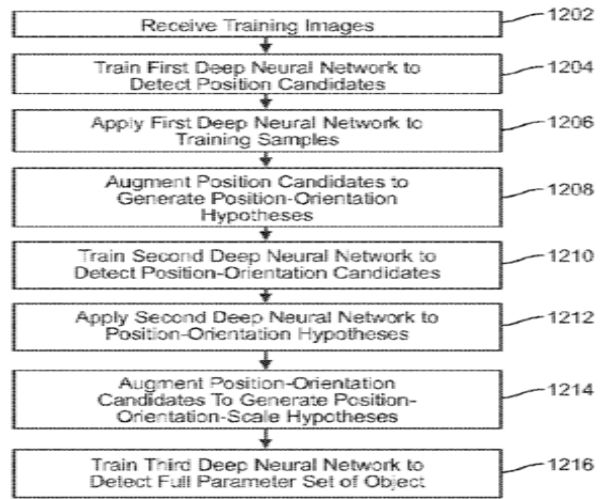 Receive Training Images
1202
Train First Deep Neural Network to
Detect Position Candidates
1204
Apply First Deep Neural Network to
Training Samples
1206
Augment Position Candidates to
Generate Position-Orientation
Hypotheses
1208
Train Second Deep Neural Network to
Detect Position-Orientation Candidates
1210
Apply Second Deep Neural Network to
Position-Orientation Hypotheses
1212
Augment Position-Orientation
Candidates To Generate Position-
Orientation-Scale Hypotheses
1214
Train Third Deep Neural Network to
Detect Full Parameter Set of Object
1216